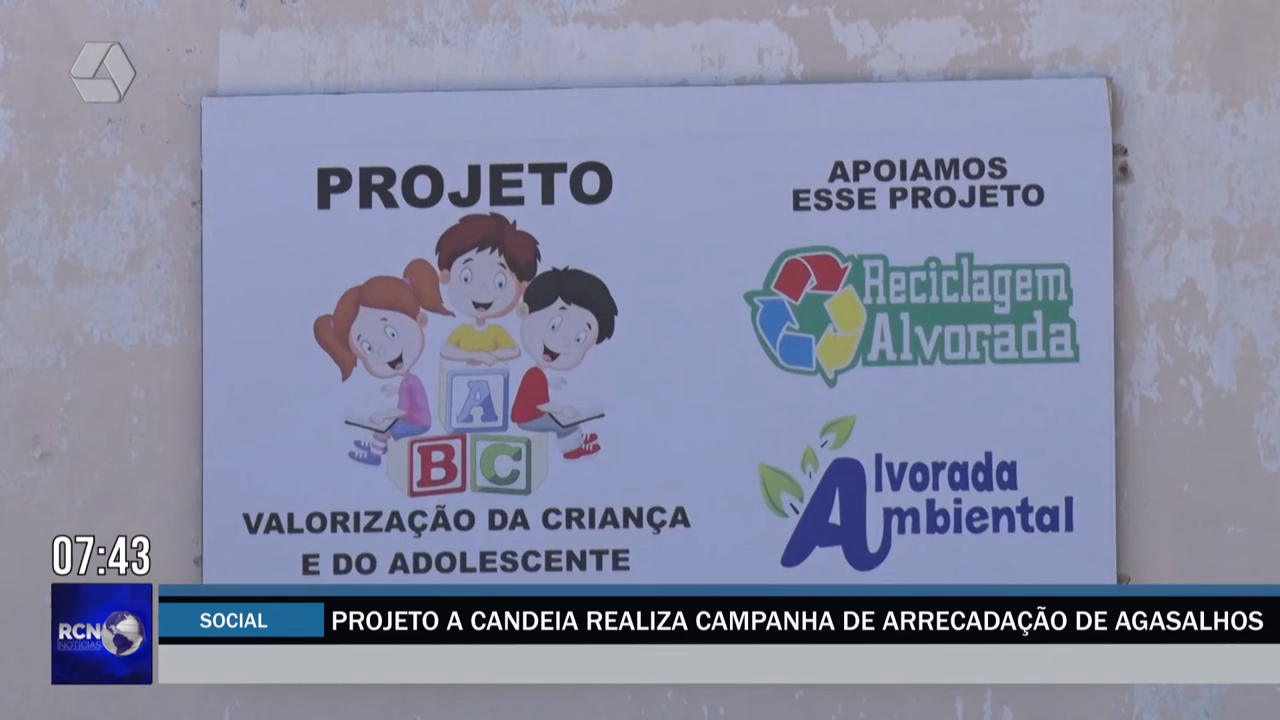 PROJETO
A
B C
VALORIZAÇÃO DA CRIANÇA
E DO ADOLESCENTE
APOIAMOS
ESSE PROJETO
Reciclagem
Alvorada
Alvorada
Ambiental
07:43
RCN
NOTÍCIAS
SOCIAL
PROJETO A CANDEIA REALIZA CAMPANHA DE ARRECADAÇÃO DE AGASALHOS